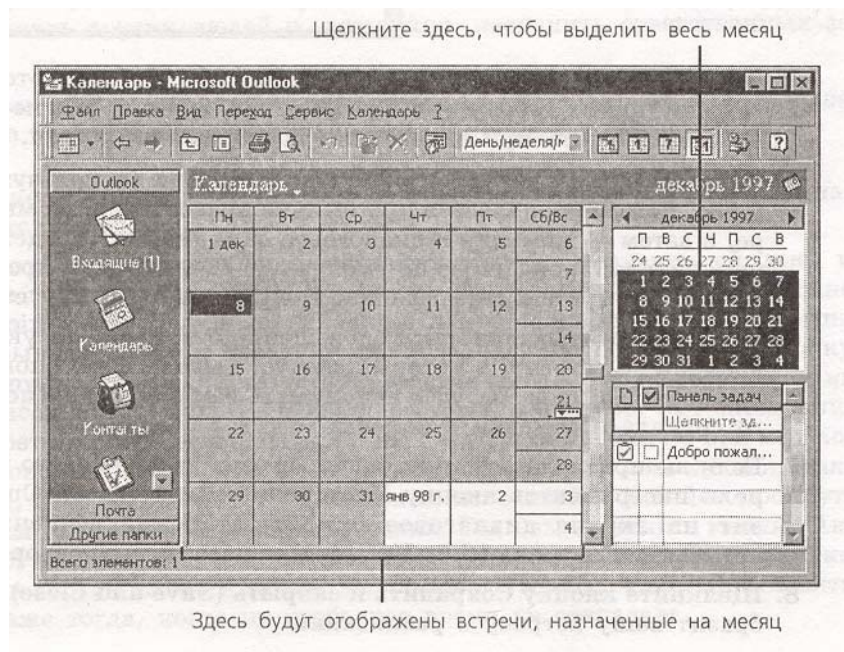 Щелкните здесь, чтобы выделить весь месяц
Календарь - Microsoft Outlook
Файл Правка Вид Переход Сервис Календарь ?
День/неделя/м
Outlook
Входящие (1)
Календарь
Контакты
Почта
Другие папки
Календарь
декабрь 1997
Пн Вт Ср Чт Пт Сб/Вс
1 дек 2 3 4 5 6
7
8 9 10 11 12 13
14
15 16 17 18 19 20
21
22 23 24 25 26 27
28
29 30 31 янв 98 г. 2 3
4
декабрь 1997
П В С Ч П С В
24 25 26 27 28 29 30
1 2 3 4 5 6 7
8 9 10 11 12 13 14
15 16 17 18 19 20 21
22 23 24 25 26 27 28
29 30 31 1 2 3 4
Панель задач
Щелкните зд...
Добро пожал...
Всего элементов: 1
Здесь будут отображены встречи, назначенные на месяц